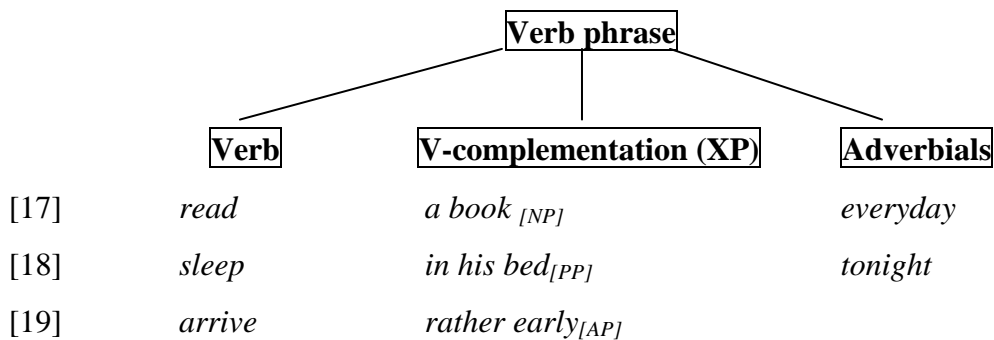 Verb phrase
Verb V-complementation (XP) Adverbials
[17] read a book [NP] everyday
[18] sleep in his bed[PP] tonight
[19] arrive rather early[AP]